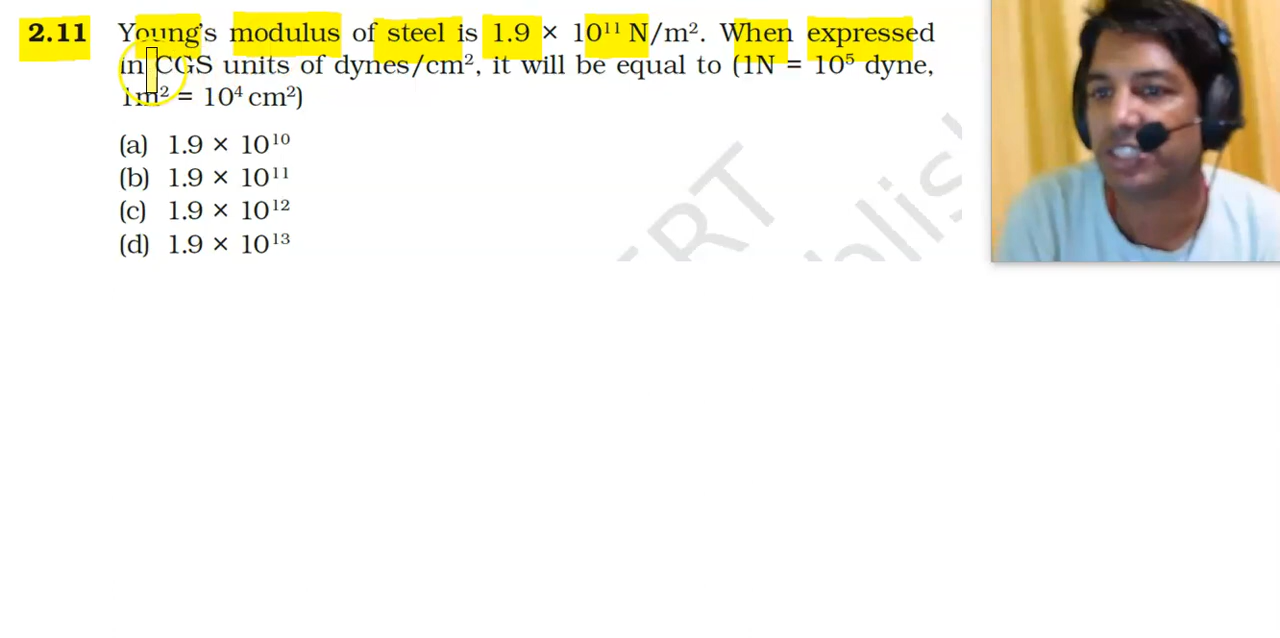 2.11 Young's modulus of steel is 1.9 × 10¹¹ N/m². When expressed
in CGS units of dynes/cm², it will be equal to (1N = 10⁵ dyne,
1m² = 10⁴ cm²)
(a) 1.9 × 10¹⁰
(b) 1.9 × 10¹¹
(c) 1.9 × 10¹²
(d) 1.9 × 10¹³